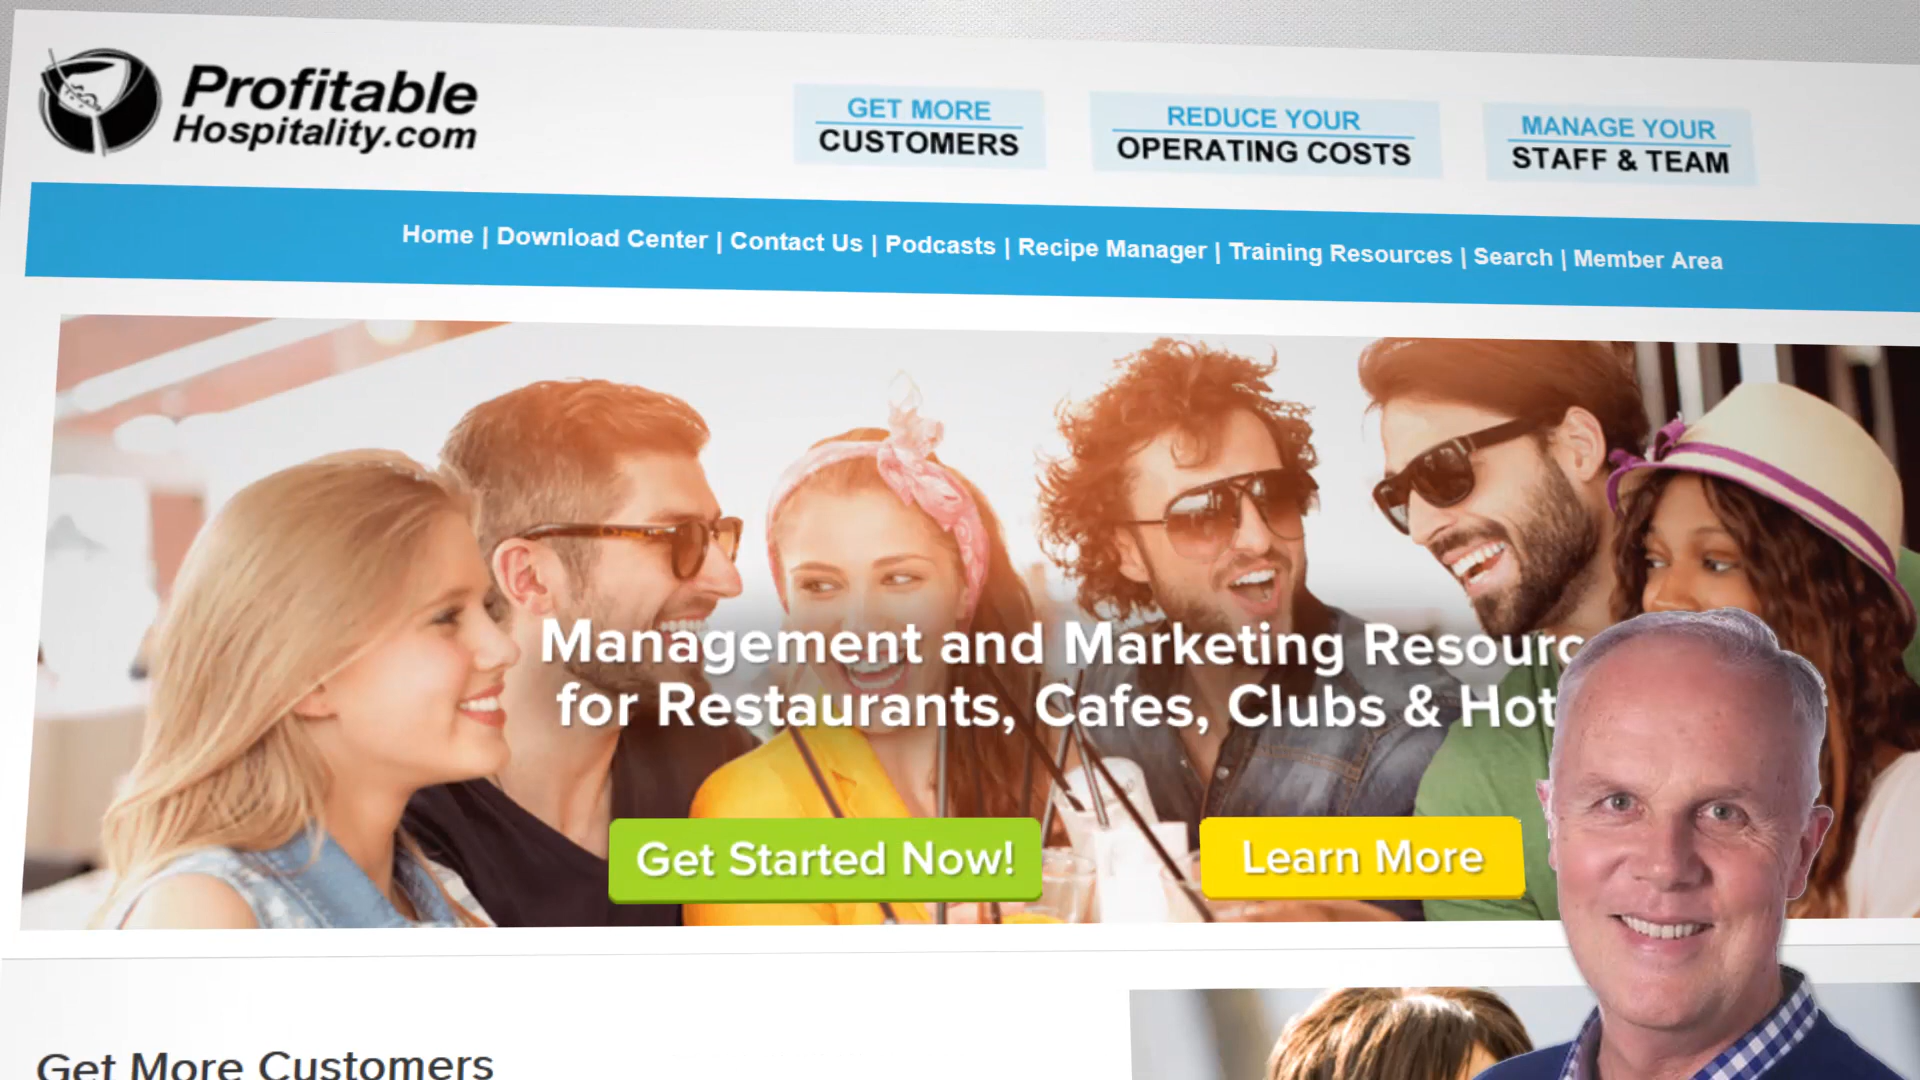 Profitable
Hospitality.com
GET MORE
CUSTOMERS
REDUCE YOUR
OPERATING COSTS
MANAGE YOUR
STAFF & TEAM
Home | Download Center | Contact Us | Podcasts | Recipe Manager | Training Resources | Search | Member Area
Management and Marketing Resourc
for Restaurants, Cafes, Clubs & Hot
Get Started Now!
Learn More
Get More Customers